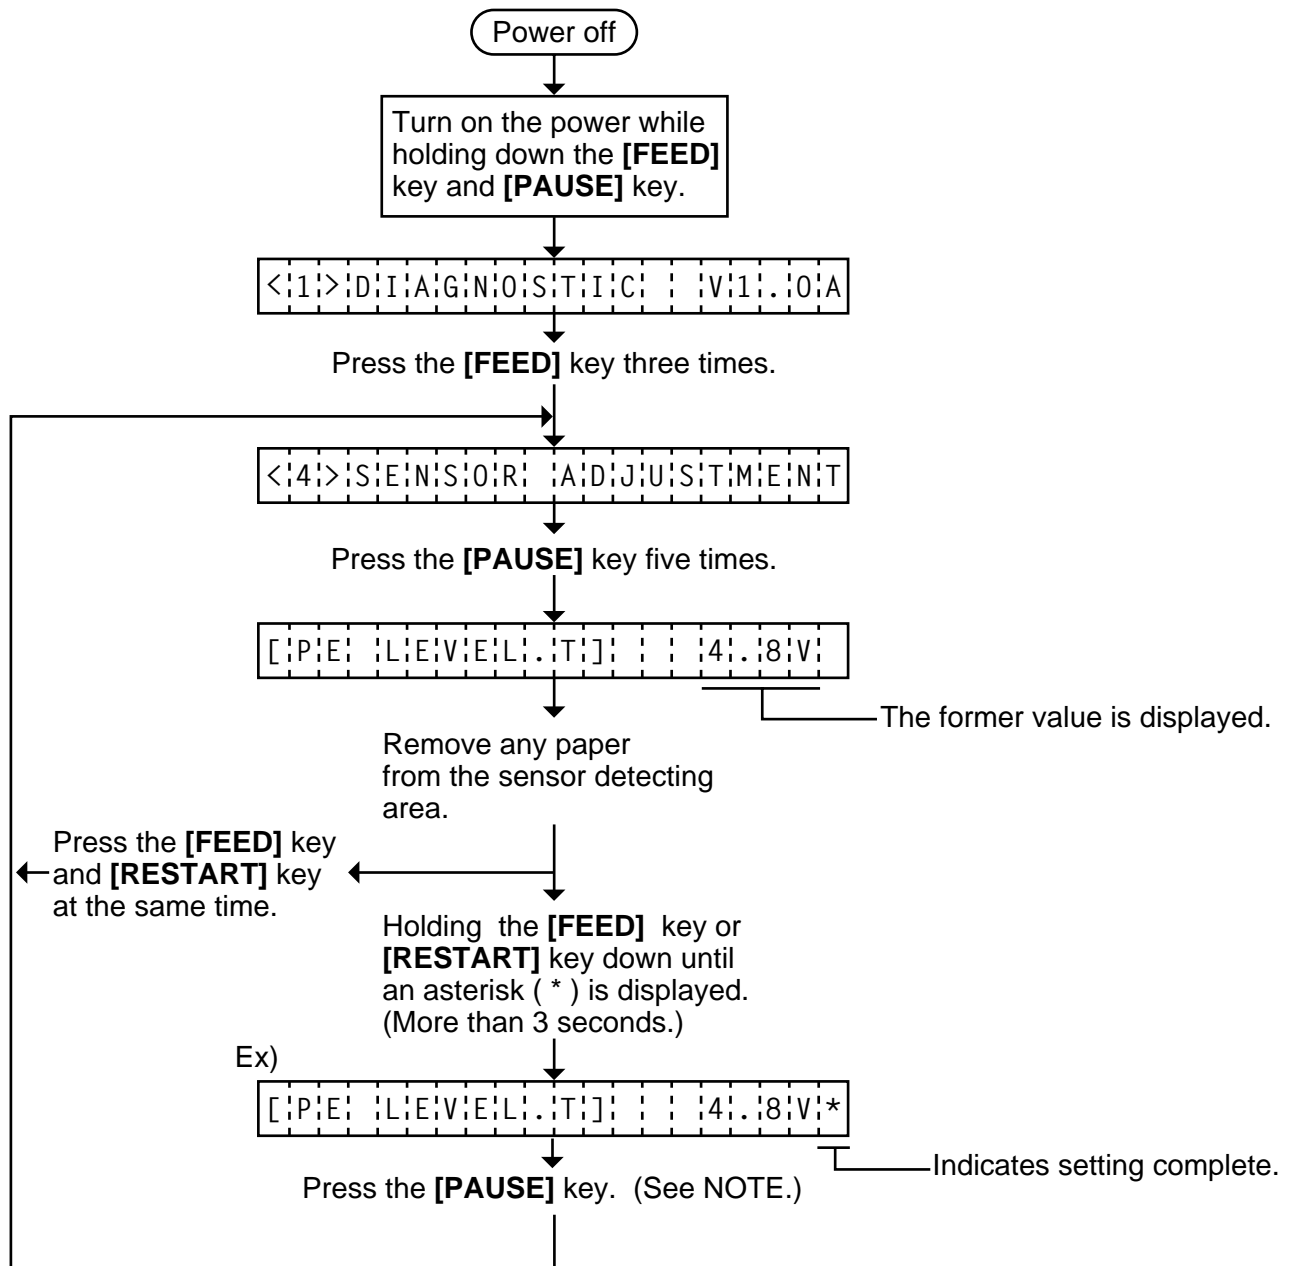 Power off
Turn on the power while
holding down the [FEED]
key and [PAUSE] key.
<1>DIAGNOSTIC  V1.0A
Press the [FEED] key three times.
<4>SENSOR ADJUSTMENT
Press the [PAUSE] key five times.
[PE LEVEL.T]   4.8V
The former value is displayed.
Remove any paper
from the sensor detecting
area.
Press the [FEED] key
and [RESTART] key
at the same time.
Holding the [FEED] key or
[RESTART] key down until
an asterisk ( * ) is displayed.
(More than 3 seconds.)
Ex)
[PE LEVEL.T]   4.8V*
Indicates setting complete.
Press the [PAUSE] key. (See NOTE.)